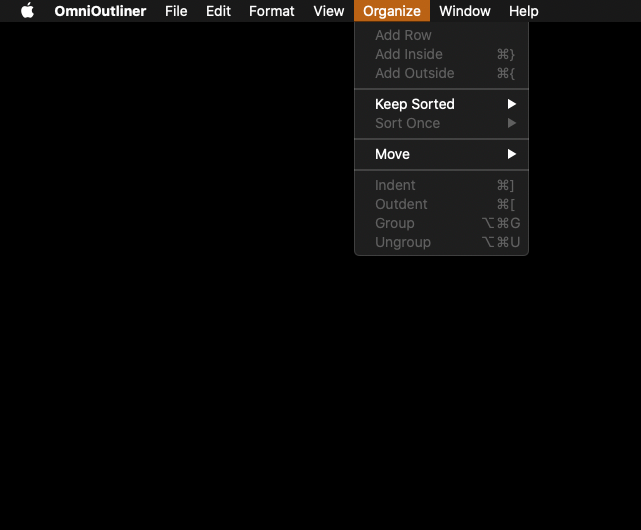 OmniOutliner File Edit Format View Organize Window Help
Add Row
Add Inside ⌘}
Add Outside ⌘{
Keep Sorted ▶
Sort Once ▶
Move ▶
Indent ⌘]
Outdent ⌘[
Group ⌥⌘G
Ungroup ⌥⌘U